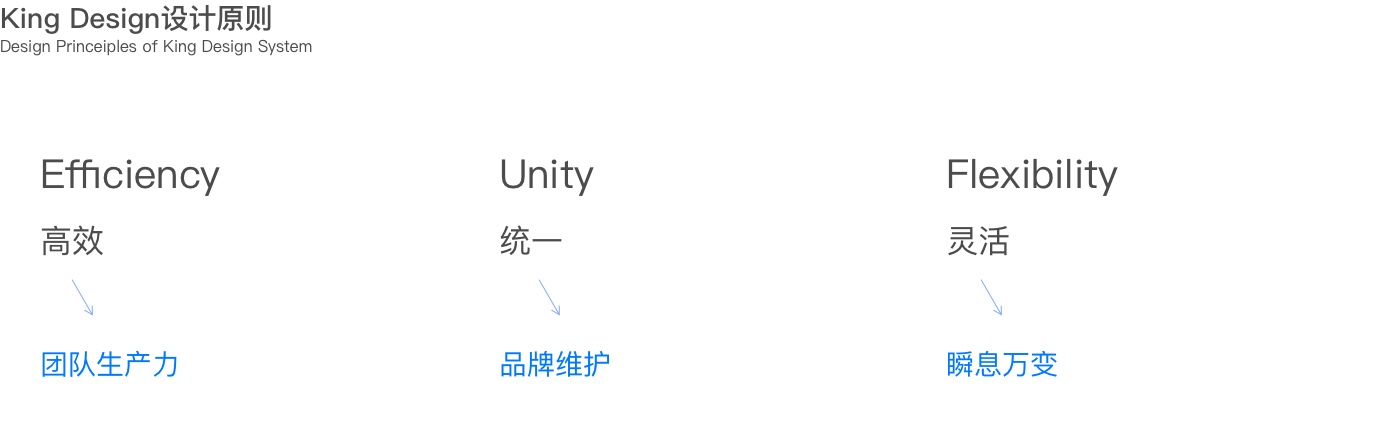 King Design设计原则
Design Princeiples of King Design System
Efficiency
高效
团队生产力
Unity
统一
品牌维护
Flexibility
灵活
瞬息万变